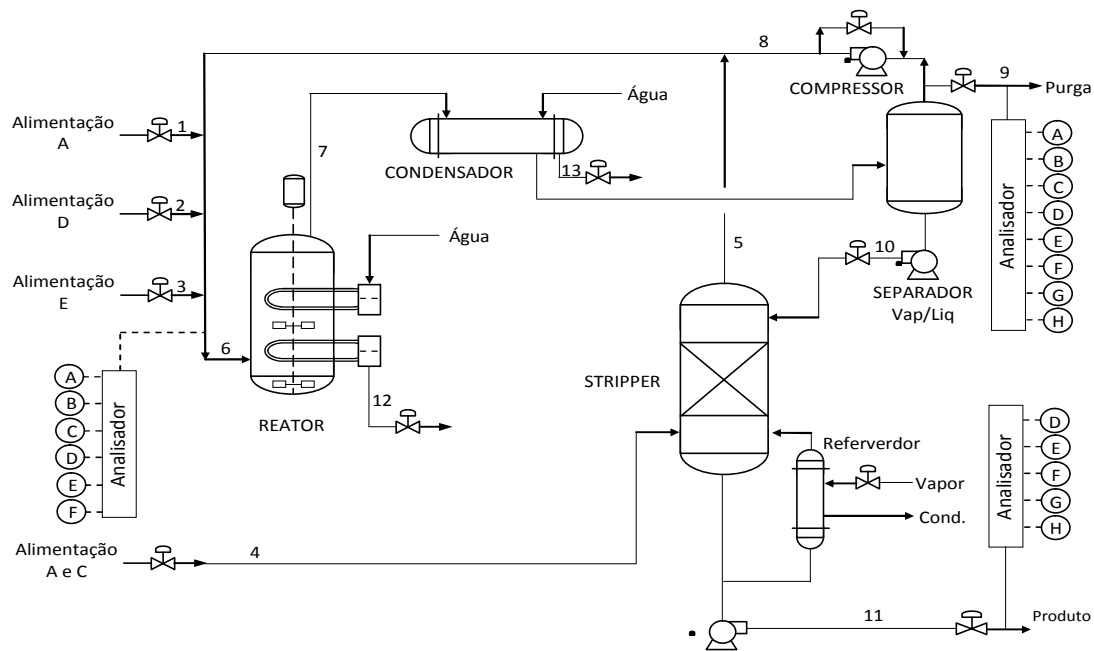 8
COMPRESSOR
9
Purga
Água
Alimentação
A
1
7
CONDENSADOR
13
A
B
C
D
E
F
G
H
Analisador
Alimentação
D
2
Água
5
10
SEPARADOR
Vap/Liq
Alimentação
E
3
6
REATOR
12
STRIPPER
A
B
C
D
E
F
Analisador
Referverdor
Vapor
Cond.
D
E
F
G
H
Analisador
Alimentação
A e C
4
11
Produto